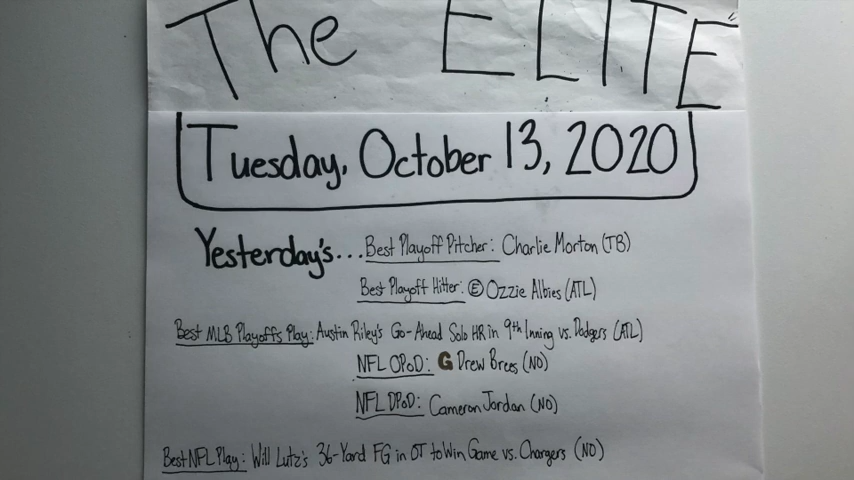 The ELITE
Tuesday, October 13, 2020
Yesterday's... Best Playoff Pitcher: Charlie Morton (TB)
Best Playoff Hitter: Ⓔ Ozzie Albies (ATL)
Best MLB Playoffs Play: Austin Riley's Go-Ahead Solo HR in 9th Inning vs. Dodgers (ATL)
NFL OPoD: G Drew Brees (NO)
NFL DPoD: Cameron Jordan (NO)
Best NFL Play: Will Lutz's 36-Yard FG in OT to Win Game vs. Chargers (NO)